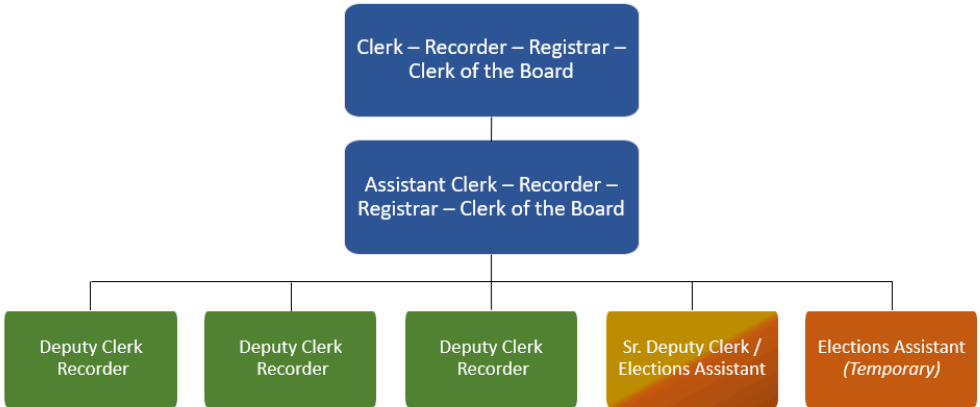 Clerk – Recorder – Registrar –
Clerk of the Board
Assistant Clerk – Recorder –
Registrar – Clerk of the Board
Deputy Clerk
Recorder
Deputy Clerk
Recorder
Deputy Clerk
Recorder
Sr. Deputy Clerk /
Elections Assistant
Elections Assistant
(Temporary)